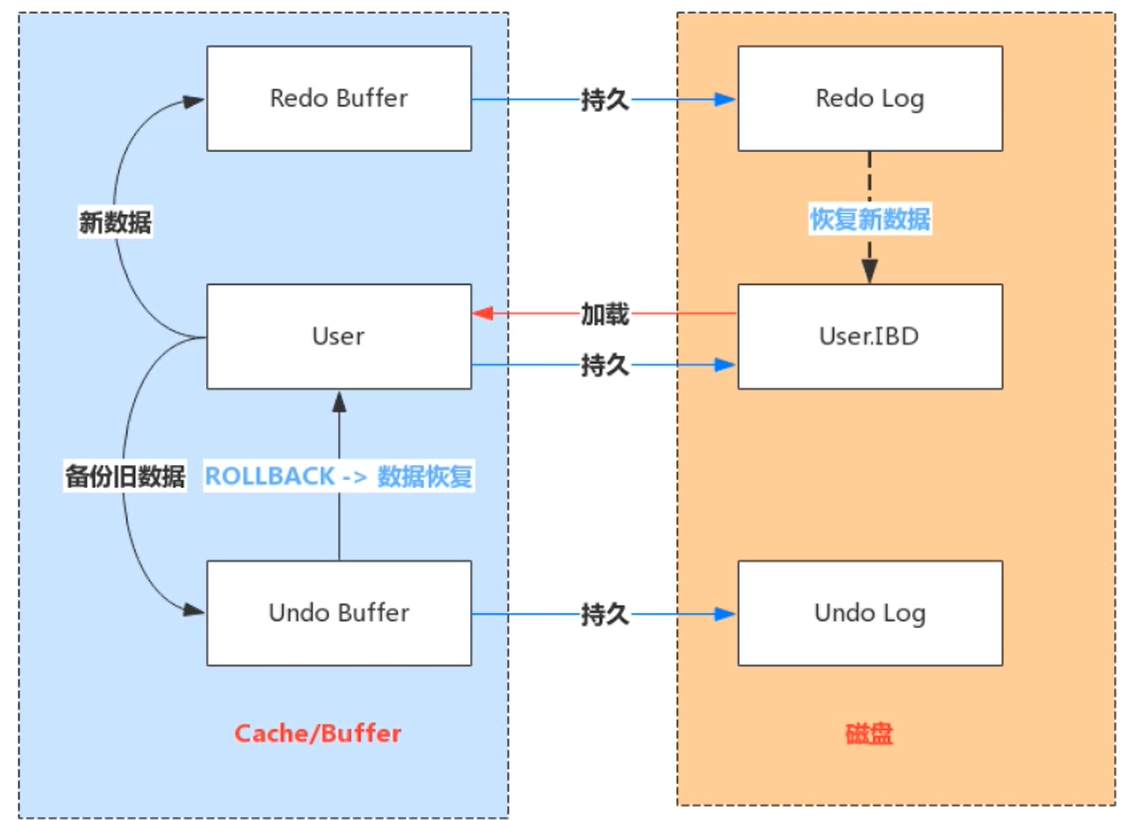 Redo Buffer
持久
Redo Log
新数据
恢复新数据
User
加载
持久
User.IBD
备份旧数据
ROLLBACK -> 数据恢复
Undo Buffer
持久
Undo Log
Cache/Buffer
磁盘